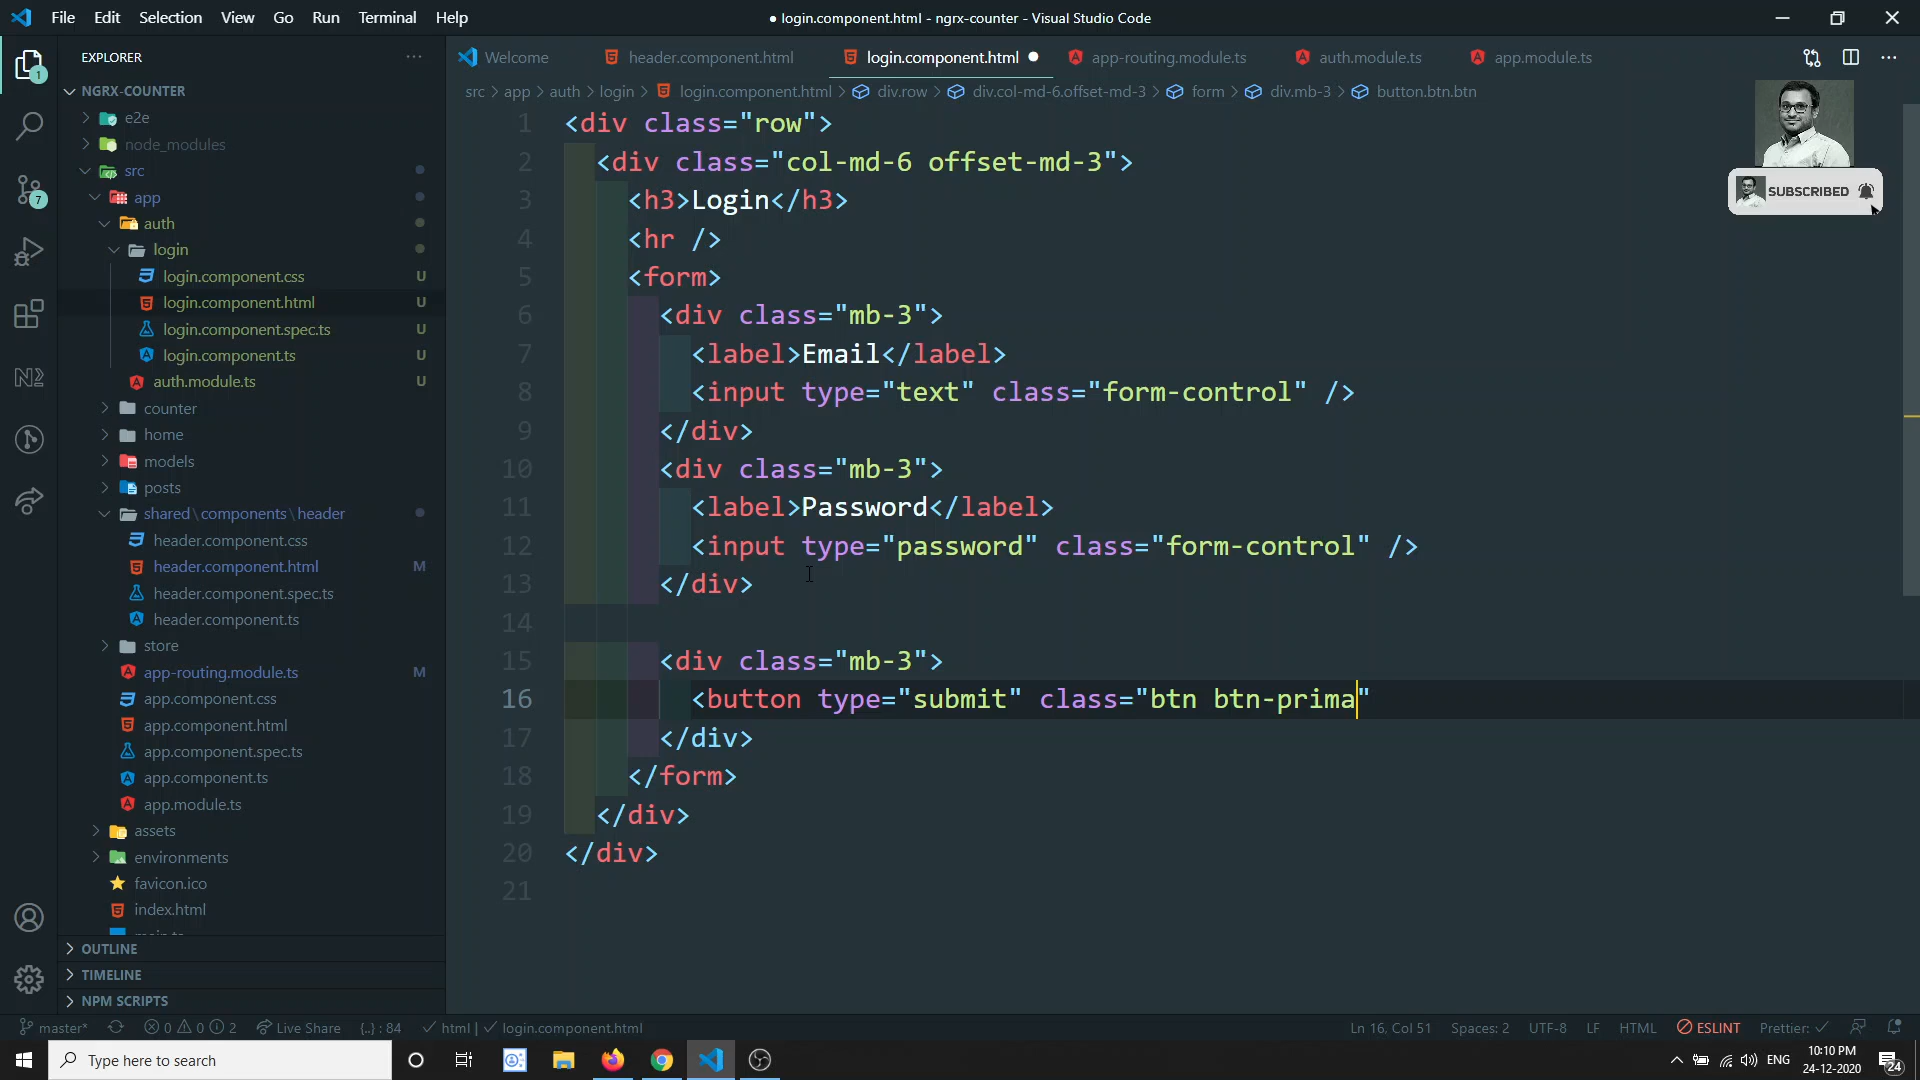 File Edit Selection View Go Run Terminal Help
● login.component.html - ngrx-counter - Visual Studio Code
EXPLORER
Welcome header.component.html login.component.html app-routing.module.ts auth.module.ts app.module.ts
src > app > auth > login > login.component.html > div.row > div.col-md-6.offset-md-3 > form > div.mb-3 > button.btn.btn
1
NGRX-COUNTER
e2e
node_modules
src
app
auth
login
login.component.css U
login.component.html U
login.component.spec.ts U
login.component.ts U
auth.module.ts U
counter
home
models
posts
shared\components\header
header.component.css
header.component.html M
header.component.spec.ts
header.component.ts
store
app-routing.module.ts M
app.component.css
app.component.html
app.component.spec.ts
app.component.ts
app.module.ts
assets
environments
favicon.ico
index.html
main.ts
OUTLINE
TIMELINE
NPM SCRIPTS
7
1 <div class="row">
2 <div class="col-md-6 offset-md-3">
3 <h3>Login</h3>
4 <hr />
5 <form>
6 <div class="mb-3">
7 <label>Email</label>
8 <input type="text" class="form-control" />
9 </div>
10 <div class="mb-3">
11 <label>Password</label>
12 <input type="password" class="form-control" />
13 </div>
14
15 <div class="mb-3">
16 <button type="submit" class="btn btn-prima"
17 </div>
18 </form>
19 </div>
20 </div>
21
SUBSCRIBED
master* 0 0 2 Live Share {..} : 84 html | login.component.html
Ln 16, Col 51 Spaces: 2 UTF-8 LF HTML ESLINT Prettier: ✓
Type here to search
ENG
10:10 PM
24-12-2020
24